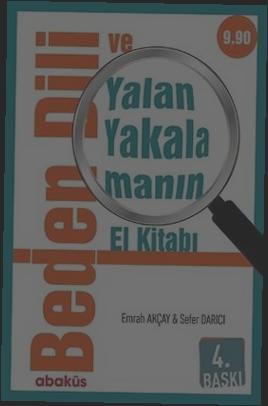 Beden Dili
ve
9.90
Yalan
Yakala
manın
El Kitabı
Emrah AKÇAY & Sefer DARICI
4.
BASKI
abaküs